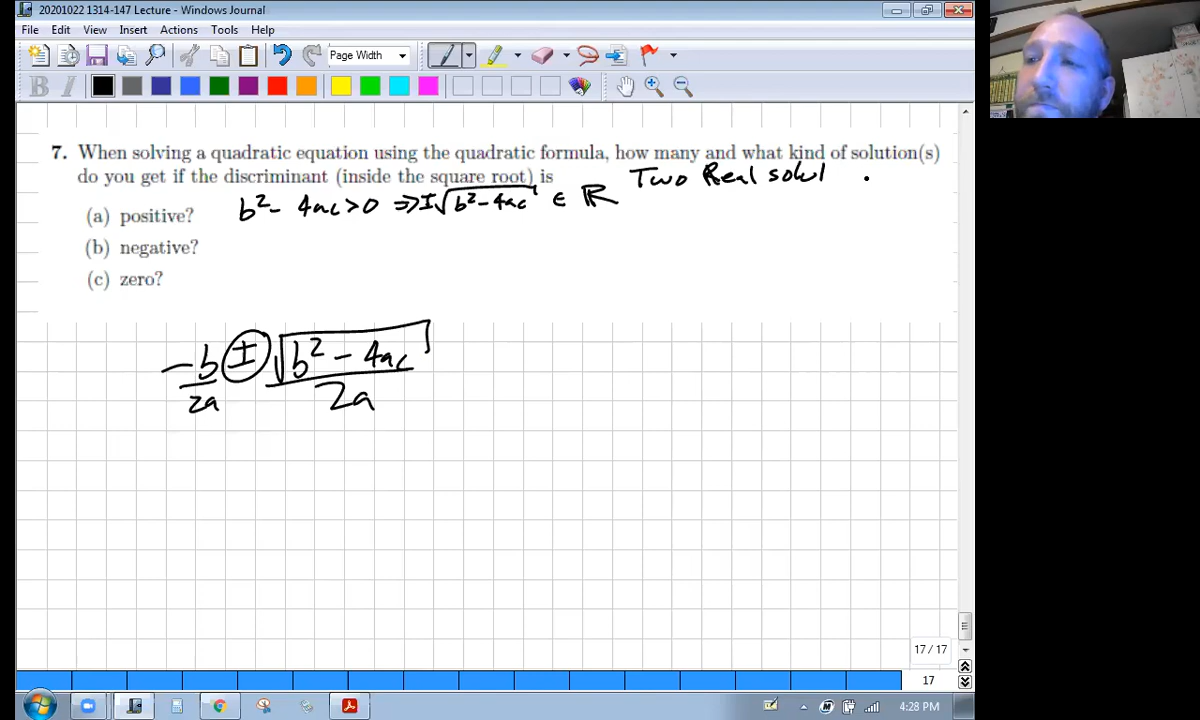 20201022 1314-147 Lecture - Windows Journal
File Edit View Insert Actions Tools Help
Page Width
B I
7. When solving a quadratic equation using the quadratic formula, how many and what kind of solution(s)
do you get if the discriminant (inside the square root) is Two Real solut
(a) positive? b² - 4ac > 0 ⇒ ±√(b² - 4ac) ∈ ℝ
(b) negative?
(c) zero?
-b/2a ± √(b² - 4ac)/2a
17 / 17
17
4:28 PM